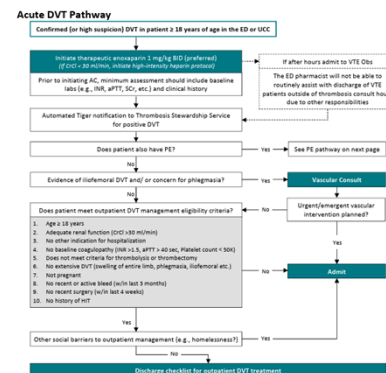 Acute DVT Pathway
Confirmed (or high suspicion) DVT in patient ≥ 18 years of age in the ED or UCC
Initiate therapeutic enoxaparin 1 mg/kg BID (preferred)
(if CrCl < 30 ml/min, initiate high-intensity heparin protocol)
Prior to initiating AC, minimum assessment should include baseline
labs (e.g., INR, aPTT, SCr, etc.) and clinical history
If after hours admit to VTE Obs
The ED pharmacist will not be able to
routinely assist with discharge of VTE
patients outside of thrombosis consult hou
due to other responsibilities
Automated Tiger notification to Thrombosis Stewardship Service
for positive DVT
Does patient also have PE?
Yes
See PE pathway on next page
No
Evidence of iliofemoral DVT and/ or concern for phlegmasia?
Yes
Vascular Consult
No
Does patient meet outpatient DVT management eligibility criteria?
No
Urgent/emergent vascular
intervention planned?
1. Age ≥ 18 years
2. Adequate renal function (CrCl >30 ml/min)
3. No other indication for hospitalization
4. No baseline coagulopathy (INR >1.5, aPTT > 40 sec, Platelet count < 50K)
5. Does not meet criteria for thrombolysis or thrombectomy
6. No extensive DVT (swelling of entire limb, phlegmasia, iliofemoral etc.)
7. Not pregnant
8. No recent or active bleed (w/in last 3 months)
9. No recent surgery (w/in last 4 weeks)
10. No history of HIT
Yes
No
Admit
Yes
Other social barriers to outpatient management (e.g., homelessness?)
Yes
No
Discharge checklist for outpatient DVT treatment